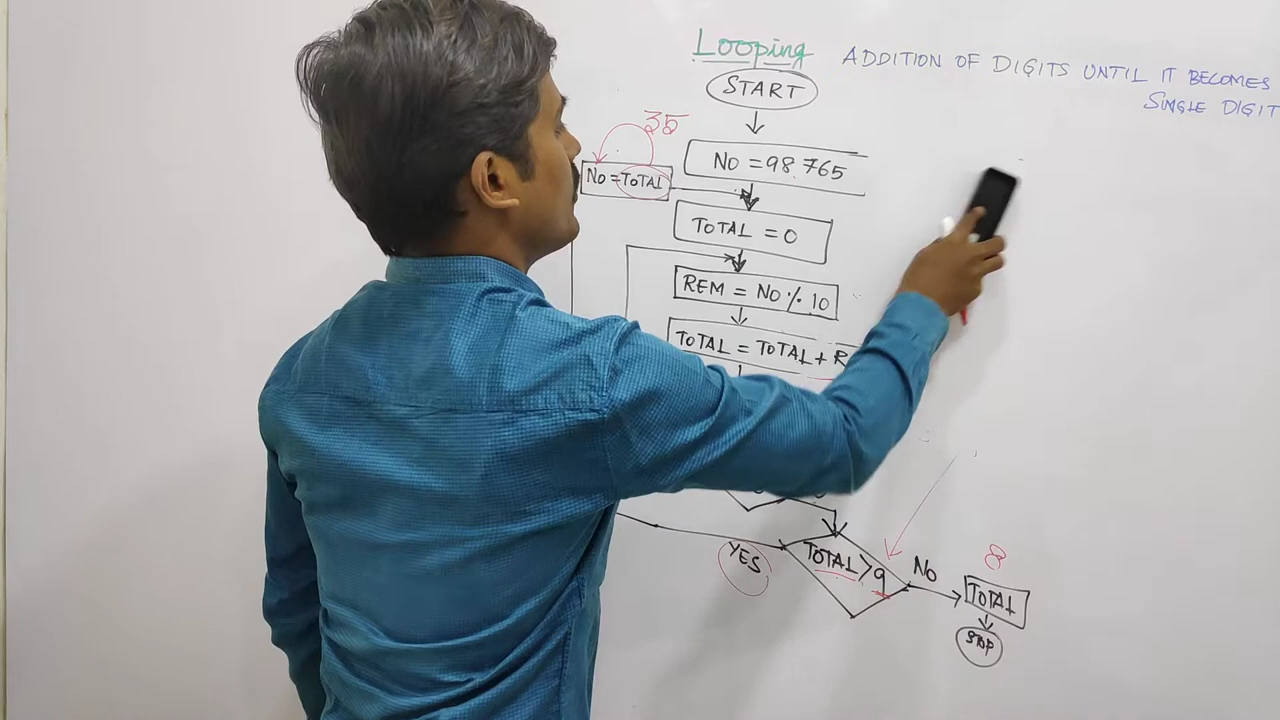 Looping
ADDITION OF DIGITS UNTIL IT BECOMES
SINGLE DIGIT
START
35
NO = 98765
NO = TOTAL
TOTAL = 0
REM = NO % 10
TOTAL = TOTAL + R
TOTAL > 9
YES
NO
8
TOTAL
STOP